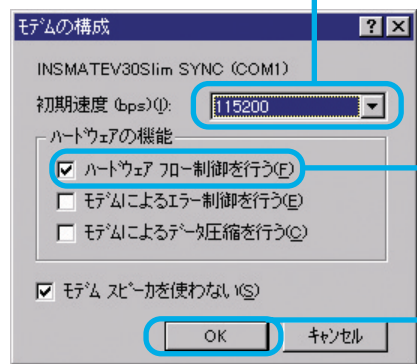 モデムの構成
INSMATEV30Slim SYNC (COM1)
初期速度 (bps)(I): 115200
ハードウェアの機能
ハードウェア フロー制御を行う(F)
モデムによるエラー制御を行う(E)
モデムによるデータ圧縮を行う(C)
モデム スピーカを使わない(S)
OK キャンセル